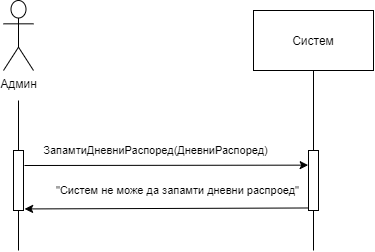 Систем
Админ
ЗапамтиДневниРаспоред(ДневниРаспоред)
"Систем не може да запамти дневни распроед"